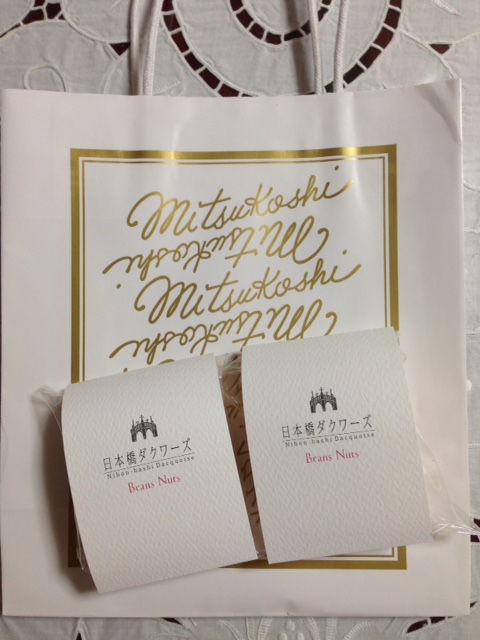 Mitsukoshi
Mitsukoshi
Mitsukoshi
Mitsukoshi
日本橋ダクワーズ
Nihon-bashi Dacquoise
Beans Nuts
日本橋ダクワーズ
Nihon-bashi Dacquoise
Beans Nuts